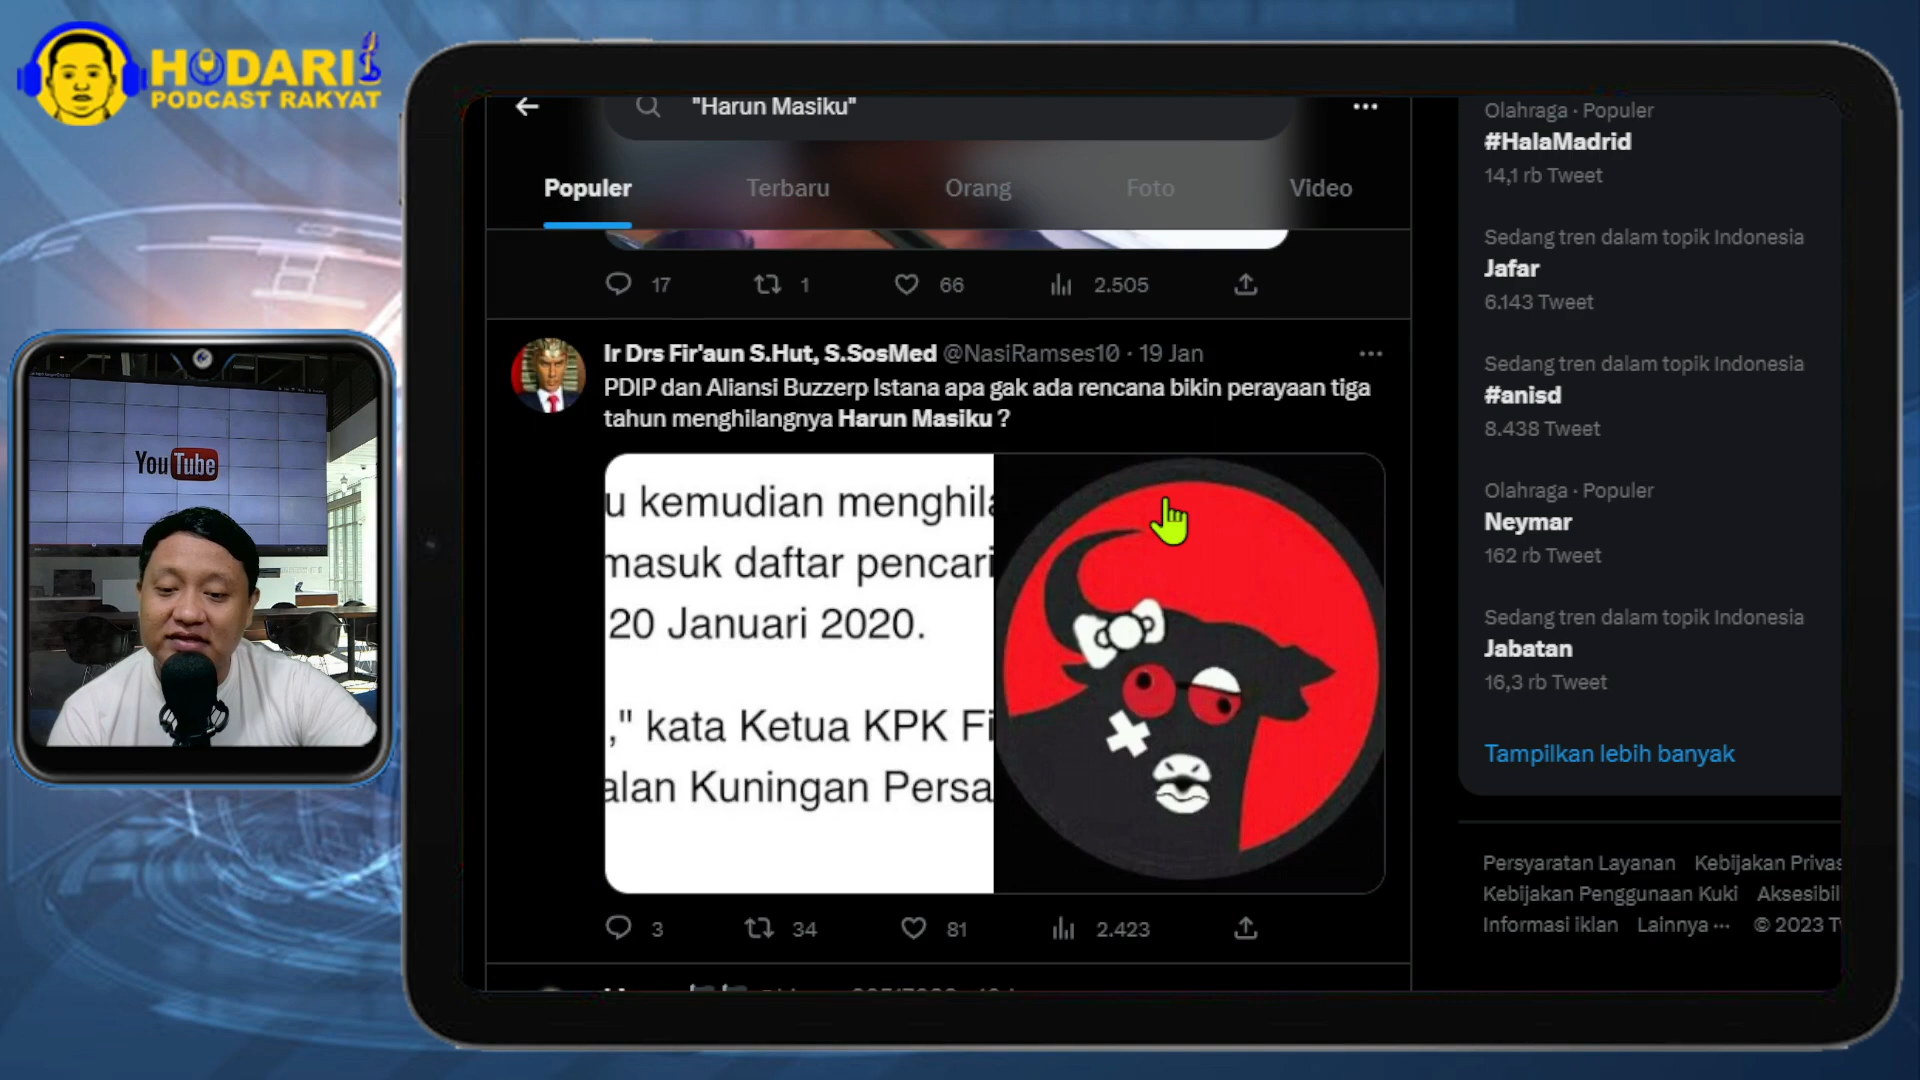 HODARI
PODCAST RAKYAT
YouTube
"Harun Masiku"
Populer
Terbaru
Orang
Foto
Video
17
1
66
2.505
Ir Drs Fir'aun S.Hut, S.SosMed @NasiRamses10 · 19 Jan
PDIP dan Aliansi Buzzerp Istana apa gak ada rencana bikin perayaan tiga
tahun menghilangnya Harun Masiku ?
u kemudian menghila
masuk daftar pencari
20 Januari 2020.
," kata Ketua KPK Fi
alan Kuningan Persa
3
34
81
2.423
Olahraga · Populer
#HalaMadrid
14,1 rb Tweet
Sedang tren dalam topik Indonesia
Jafar
6.143 Tweet
Sedang tren dalam topik Indonesia
#anisd
8.438 Tweet
Olahraga · Populer
Neymar
162 rb Tweet
Sedang tren dalam topik Indonesia
Jabatan
16,3 rb Tweet
Tampilkan lebih banyak
Persyaratan Layanan Kebijakan Privas
Kebijakan Penggunaan Kuki Aksesibil
Informasi iklan Lainnya ··· © 2023 Tw